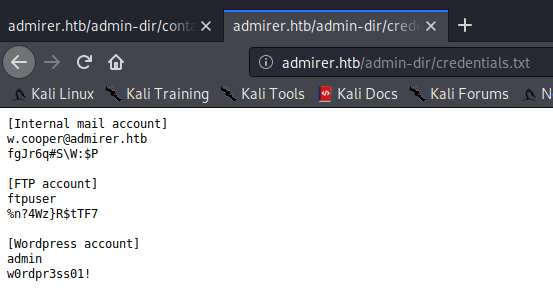 admirer.htb/admin-dir/conta
admirer.htb/admin-dir/crede
admirer.htb/admin-dir/credentials.txt
Kali Linux
Kali Training
Kali Tools
Kali Docs
Kali Forums
N
[Internal mail account]
w.cooper@admirer.htb
fgJr6q#S\W:$P
[FTP account]
ftpuser
%n?4Wz}R$tTF7
[Wordpress account]
admin
w0rdpr3ss01!